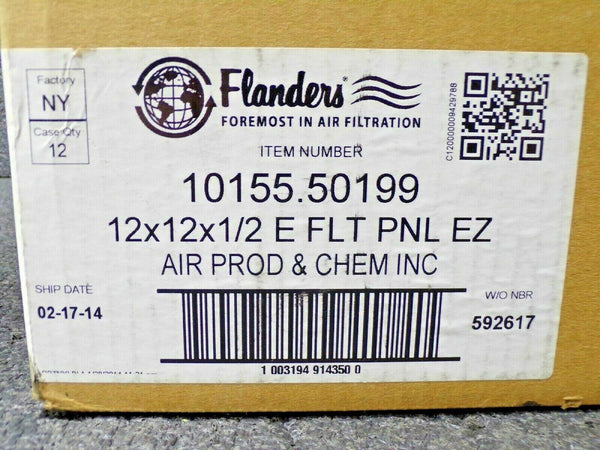 Factory
NY
Case Qty
12
Flanders®
FOREMOST IN AIR FILTRATION
C12000000009429788
ITEM NUMBER
10155.50199
12x12x1/2 E FLT PNL EZ
AIR PROD & CHEM INC
SHIP DATE
02-17-14
W/O NBR
592617
1 003194 914350 0